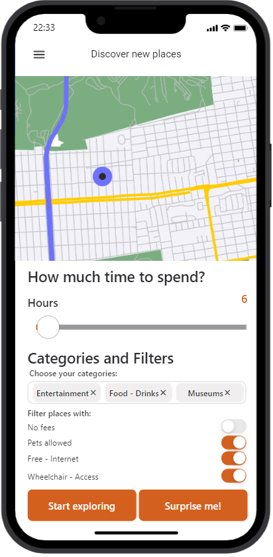 22:33
Discover new places
How much time to spend?
Hours 6
Categories and Filters
Choose your categories:
Entertainment✕ Food - Drinks✕ Museums✕
Filter places with:
No fees
Pets allowed
Free - Internet
Wheelchair - Access
Start exploring Surprise me!